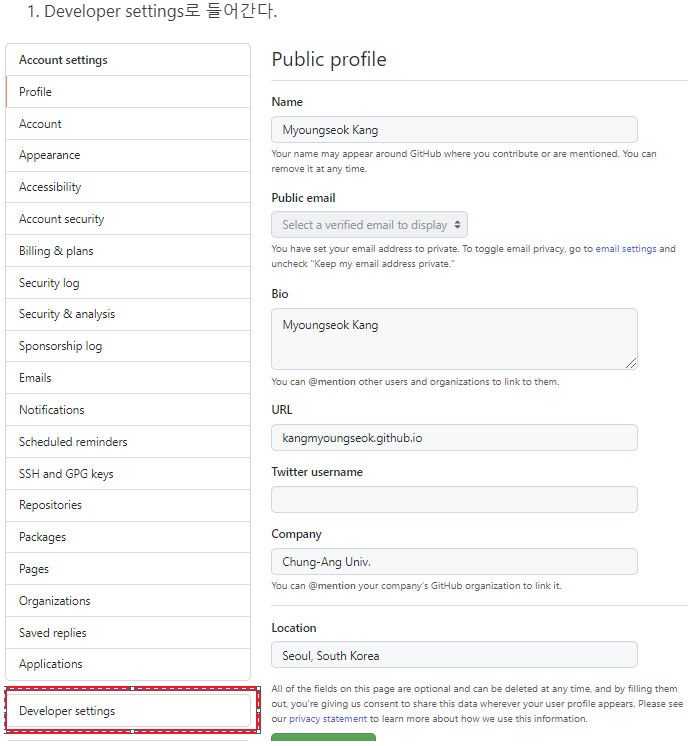 1. Developer settings로 들어간다.
Account settings
Profile
Account
Appearance
Accessibility
Account security
Billing & plans
Security log
Security & analysis
Sponsorship log
Emails
Notifications
Scheduled reminders
SSH and GPG keys
Repositories
Packages
Pages
Organizations
Saved replies
Applications
Developer settings
Public profile
Name
Myoungseok Kang
Your name may appear around GitHub where you contribute or are mentioned. You can
remove it at any time.
Public email
Select a verified email to display
You have set your email address to private. To toggle email privacy, go to email settings and
uncheck "Keep my email address private."
Bio
Myoungseok Kang
You can @mention other users and organizations to link to them.
URL
kangmyoungseok.github.io
Twitter username
Company
Chung-Ang Univ.
You can @mention your company's GitHub organization to link it.
Location
Seoul, South Korea
All of the fields on this page are optional and can be deleted at any time, and by filling them
out, you're giving us consent to share this data wherever your user profile appears. Please see
our privacy statement to learn more about how we use this information.